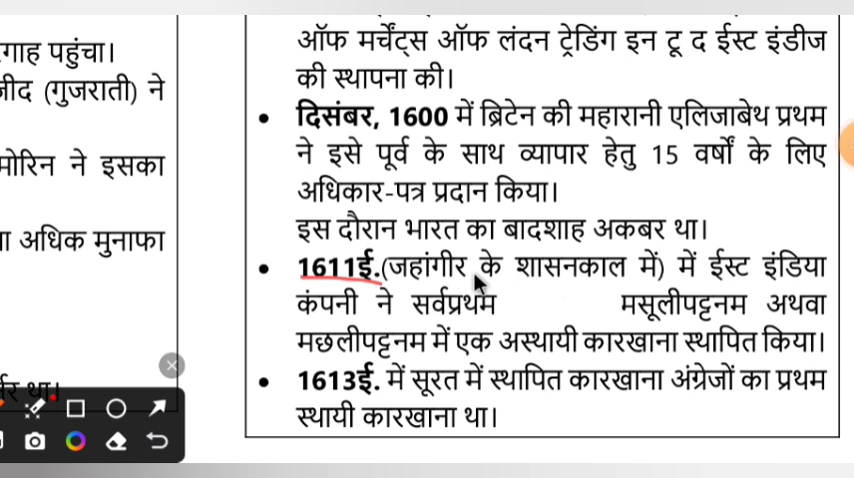 गाह पहुंचा।
जीद (गुजराती) ने
मोरिन ने इसका
ा अधिक मुनाफा
र था।
ऑफ मर्चेंट्स ऑफ लंदन ट्रेडिंग इन टू द ईस्ट इंडीज
की स्थापना की।
• दिसंबर, 1600 में ब्रिटेन की महारानी एलिजाबेथ प्रथम
ने इसे पूर्व के साथ व्यापार हेतु 15 वर्षों के लिए
अधिकार-पत्र प्रदान किया।
इस दौरान भारत का बादशाह अकबर था।
• 1611ई.(जहांगीर के शासनकाल में) में ईस्ट इंडिया
कंपनी ने सर्वप्रथम मसूलीपट्टनम अथवा
मछलीपट्टनम में एक अस्थायी कारखाना स्थापित किया।
• 1613ई. में सूरत में स्थापित कारखाना अंग्रेजों का प्रथम
स्थायी कारखाना था।